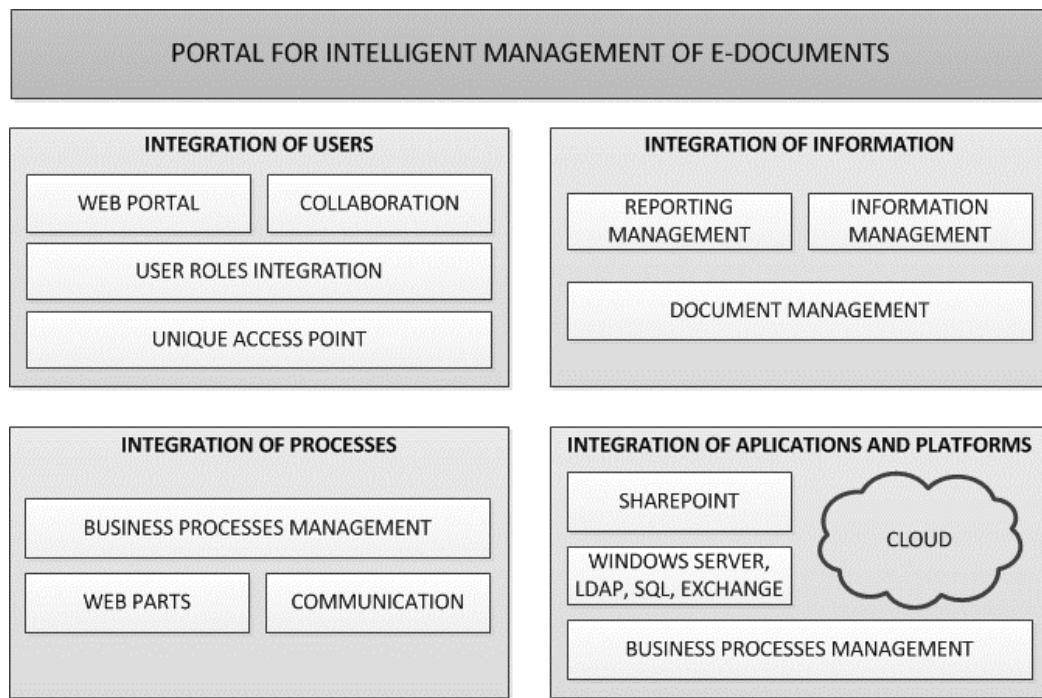 PORTAL FOR INTELLIGENT MANAGEMENT OF E-DOCUMENTS
INTEGRATION OF USERS
WEB PORTAL
COLLABORATION
USER ROLES INTEGRATION
UNIQUE ACCESS POINT
INTEGRATION OF INFORMATION
REPORTING
MANAGEMENT
INFORMATION
MANAGEMENT
DOCUMENT MANAGEMENT
INTEGRATION OF PROCESSES
BUSINESS PROCESSES MANAGEMENT
WEB PARTS
COMMUNICATION
INTEGRATION OF APLICATIONS AND PLATFORMS
SHAREPOINT
CLOUD
WINDOWS SERVER,
LDAP, SQL, EXCHANGE
BUSINESS PROCESSES MANAGEMENT